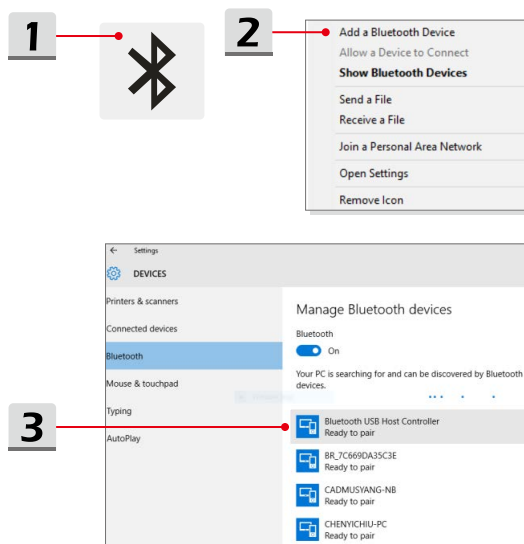 1
2
Add a Bluetooth Device
Allow a Device to Connect
Show Bluetooth Devices
Send a File
Receive a File
Join a Personal Area Network
Open Settings
Remove Icon
← Settings
DEVICES
Printers & scanners
Connected devices
Bluetooth
Mouse & touchpad
Typing
AutoPlay
Manage Bluetooth devices
Bluetooth
On
Your PC is searching for and can be discovered by Bluetooth
devices.
3
Bluetooth USB Host Controller
Ready to pair
BR_7C669DA35C3E
Ready to pair
CADMUSYANG-NB
Ready to pair
CHENYICHIU-PC
Ready to pair